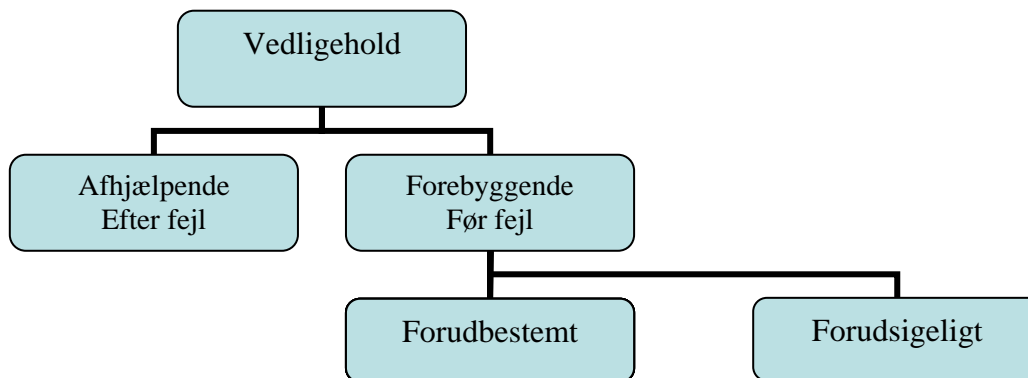 Vedligehold
Afhjælpende
Efter fejl
Forebyggende
Før fejl
Forudbestemt
Forudsigeligt